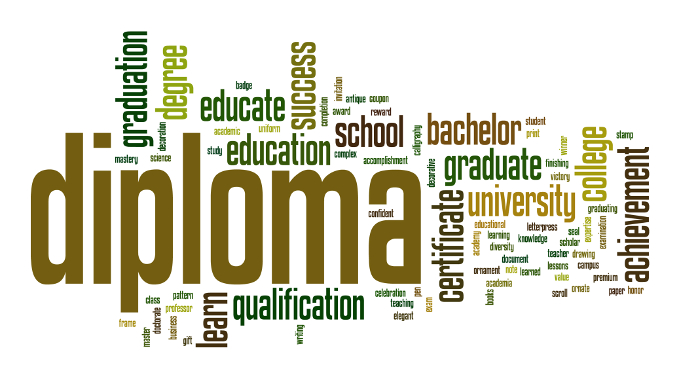 graduation
degree
success
badge
educate
academic
uniform
decoration
mastery
science
study
education
completion
invitation
antique
coupon
award
reward
school
complex
accomplishment
calligraphy
bachelor
student
print
winner
college
stamp
decorative
graduate
finishing
victory
achievement
diploma
confident
certificate
university
graduating
expertise
examination
educational
letterpress
academy
learning
diversity
knowledge
seal
scholar
teacher
drawing
document
ornament
note
learned
lessons
campus
academia
value
premium
books
scroll
ornate
paper
honor
pattern
class
professor
frame
master
doctorate
business
gift
learn
qualification
writing
celebration
teaching
elegant
pen
exam